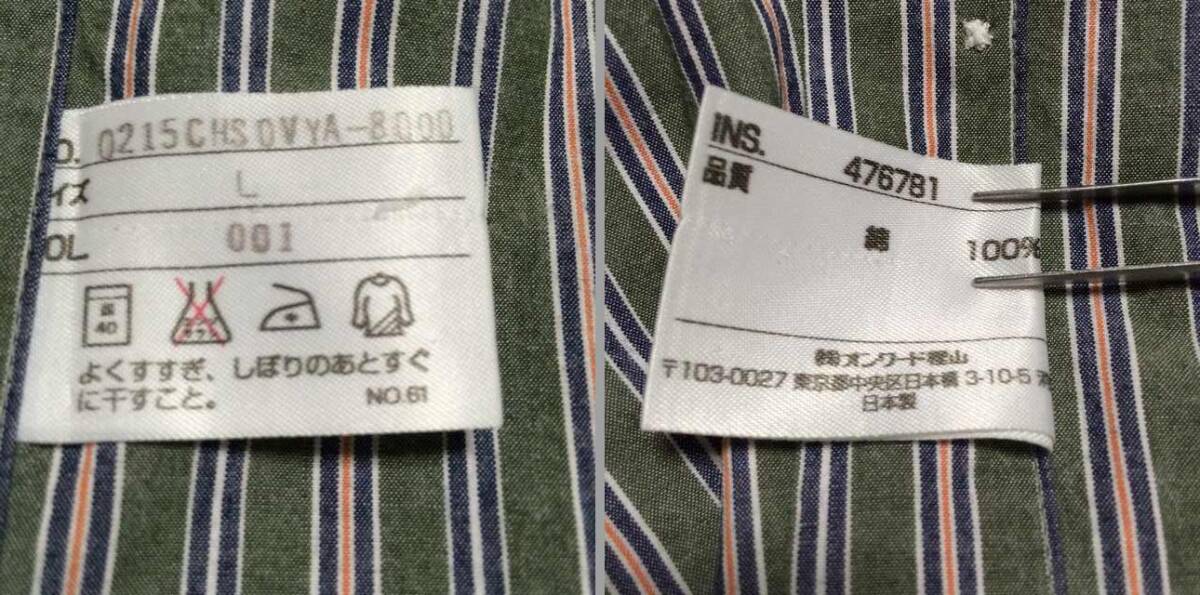 O. 0215CHSOVYA-8000
イズ L
OL 001
40
よくすすぎ、しぼりのあとすぐ
に干すこと。 NO.61
INS. 476781
品質
綿 100%
㈱オンワード樫山
〒103-0027 東京都中央区日本橋 3-10-5
日本製